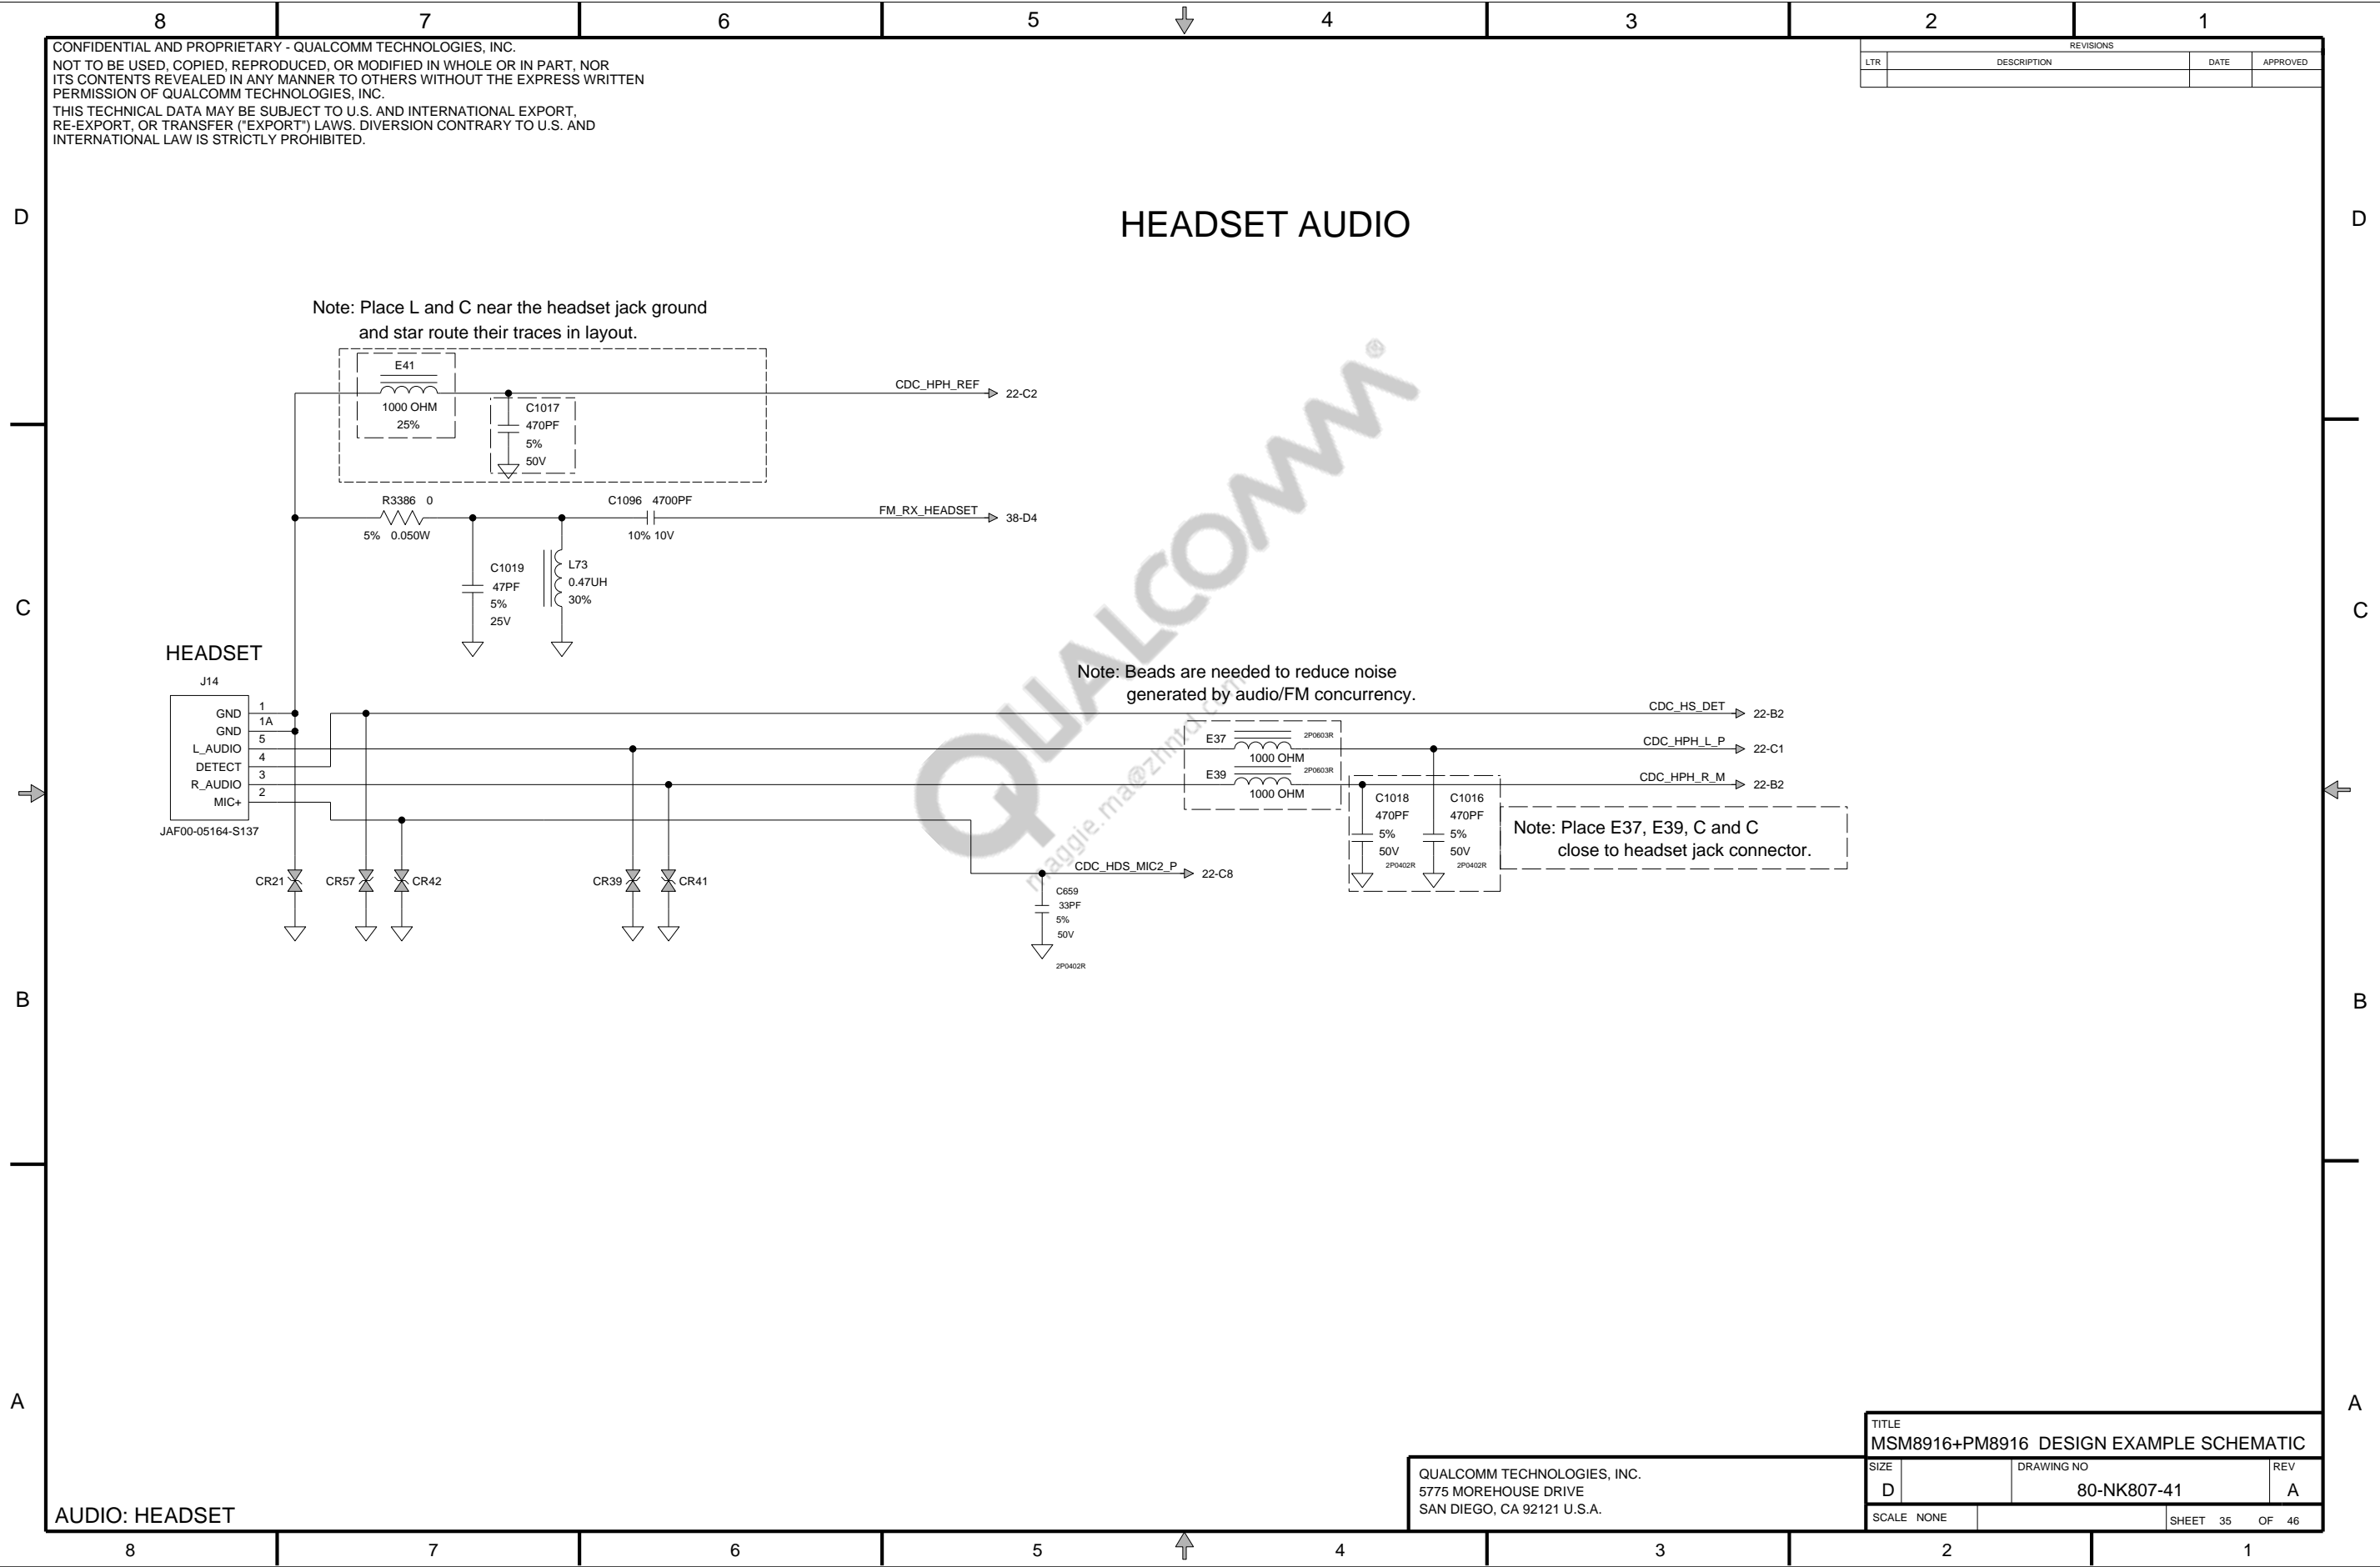 8 7 6 5 4 3 2 1
CONFIDENTIAL AND PROPRIETARY - QUALCOMM TECHNOLOGIES, INC.
NOT TO BE USED, COPIED, REPRODUCED, OR MODIFIED IN WHOLE OR IN PART, NOR
ITS CONTENTS REVEALED IN ANY MANNER TO OTHERS WITHOUT THE EXPRESS WRITTEN
PERMISSION OF QUALCOMM TECHNOLOGIES, INC.
THIS TECHNICAL DATA MAY BE SUBJECT TO U.S. AND INTERNATIONAL EXPORT,
RE-EXPORT, OR TRANSFER ("EXPORT") LAWS. DIVERSION CONTRARY TO U.S. AND
INTERNATIONAL LAW IS STRICTLY PROHIBITED.
REVISIONS
LTR DESCRIPTION DATE APPROVED
D D
HEADSET AUDIO
Note: Place L and C near the headset jack ground
and star route their traces in layout.
E41
1000 OHM
25%
C1017
470PF
5%
50V
CDC_HPH_REF 22-C2
R3386 0
5% 0.050W
C1096 4700PF
10% 10V
FM_RX_HEADSET 38-D4
C1019
47PF
5%
25V
L73
0.47UH
30%
C C
QUALCOMM®
maggie.ma@zhntd.com
HEADSET
J14
GND 1
GND 1A
L_AUDIO 5
DETECT 4
R_AUDIO 3
MIC+ 2
JAF00-05164-S137
Note: Beads are needed to reduce noise
generated by audio/FM concurrency.
CDC_HS_DET 22-B2
E37 2P0603R
1000 OHM
CDC_HPH_L_P 22-C1
E39 2P0603R
1000 OHM
CDC_HPH_R_M 22-B2
C1018
470PF
5%
50V
2P0402R
C1016
470PF
5%
50V
2P0402R
Note: Place E37, E39, C and C
close to headset jack connector.
CR21 CR57 CR42 CR39 CR41
CDC_HDS_MIC2_P 22-C8
C659
33PF
5%
50V
2P0402R
B B
A A
TITLE
MSM8916+PM8916 DESIGN EXAMPLE SCHEMATIC
QUALCOMM TECHNOLOGIES, INC.
5775 MOREHOUSE DRIVE
SAN DIEGO, CA 92121 U.S.A.
SIZE DRAWING NO REV
D 80-NK807-41 A
SCALE NONE SHEET 35 OF 46
AUDIO: HEADSET
8 7 6 5 4 3 2 1